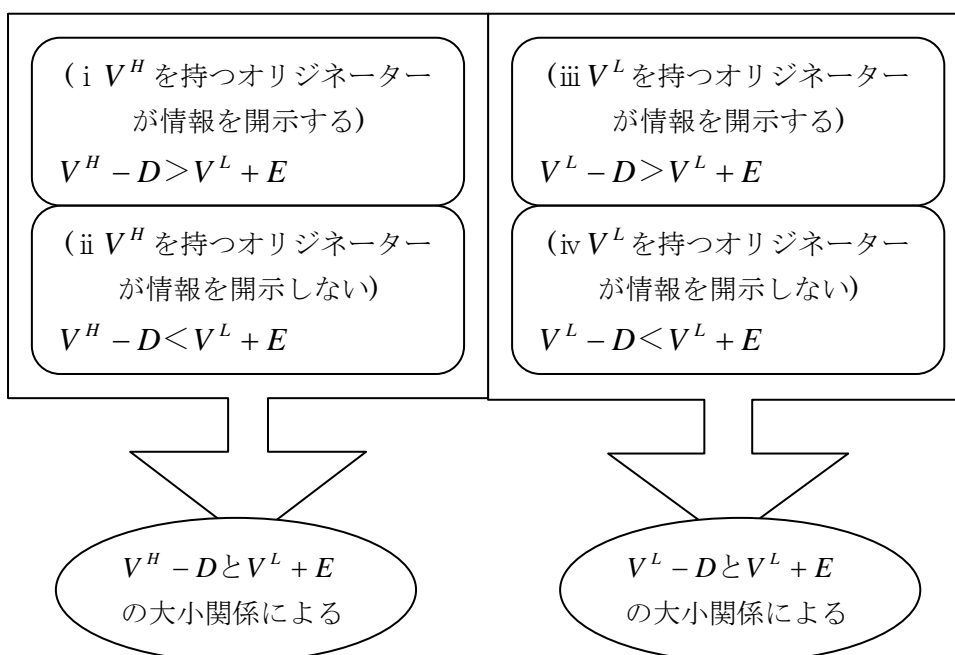 (ⅰ V^H を持つオリジネーター
が情報を開示する)
V^H − D＞V^L + E
(ⅱ V^H を持つオリジネーター
が情報を開示しない)
V^H − D＜V^L + E
(ⅲ V^L を持つオリジネーター
が情報を開示する)
V^L − D＞V^L + E
(ⅳ V^L を持つオリジネーター
が情報を開示しない)
V^L − D＜V^L + E
V^H − DとV^L + E
の大小関係による
V^L − DとV^L + E
の大小関係による